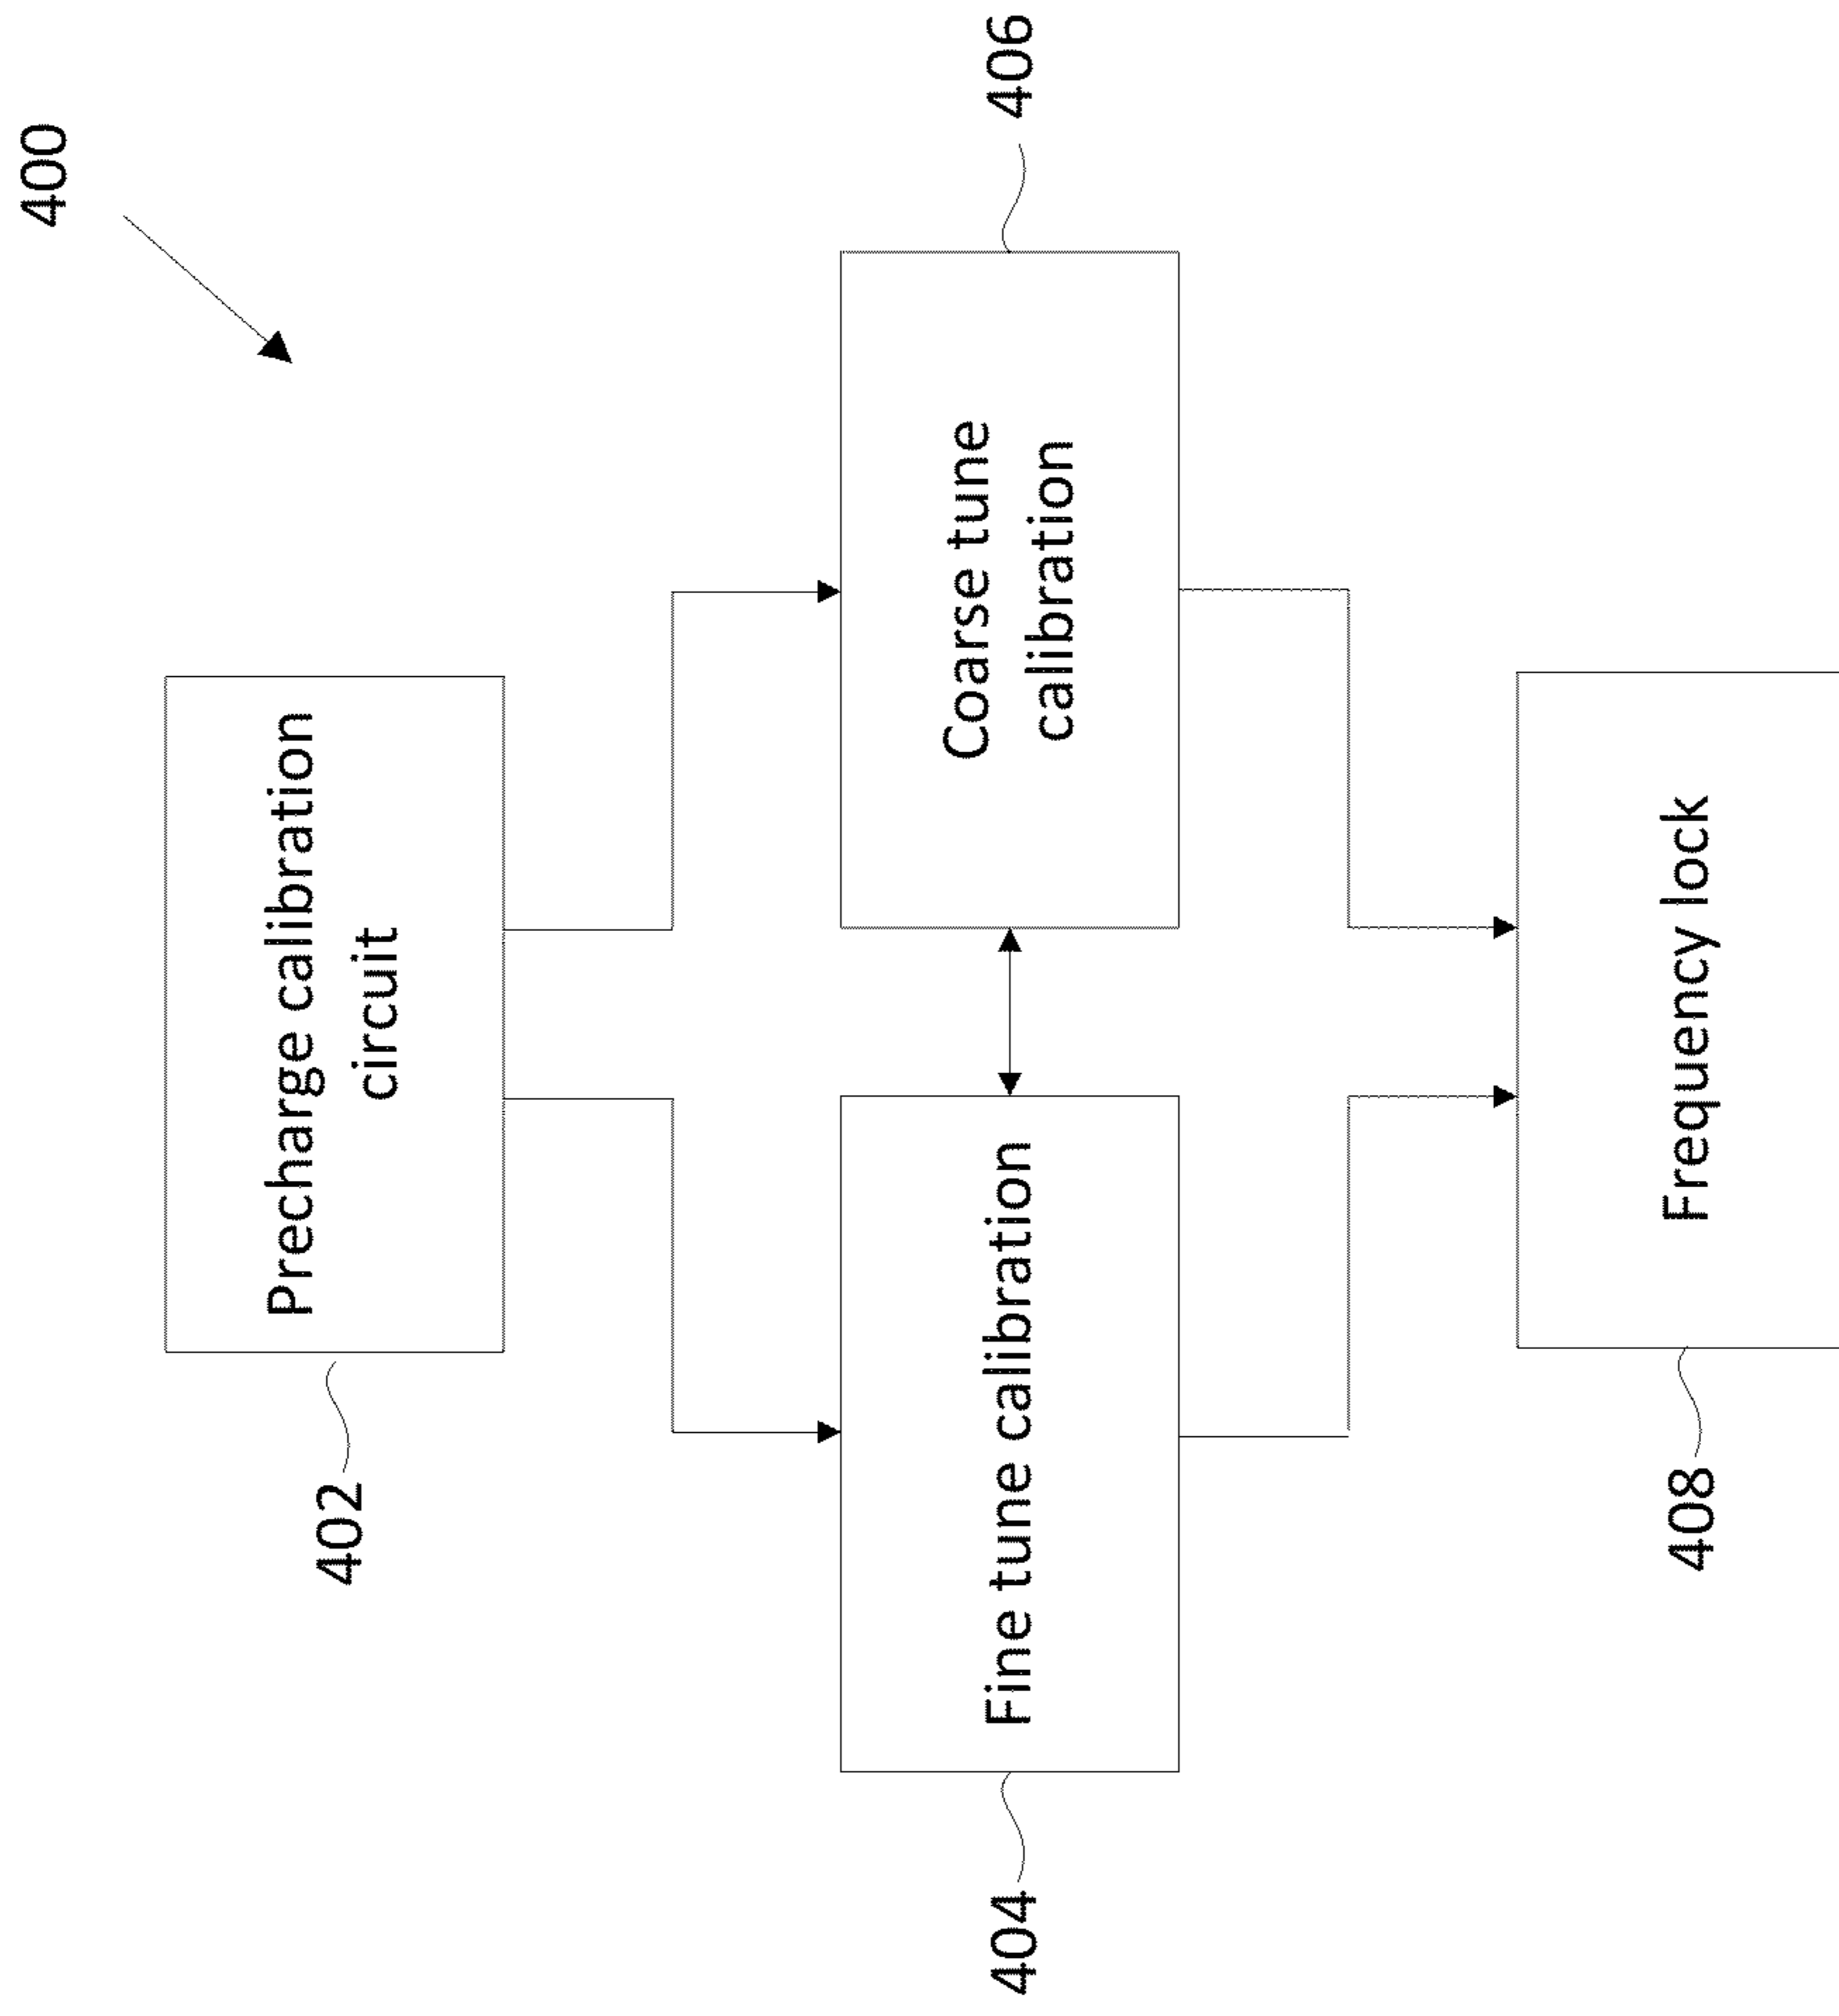 400
Precharge calibration
circuit
402
Fine tune calibration
404
Coarse tune
calibration
406
Frequency lock
408